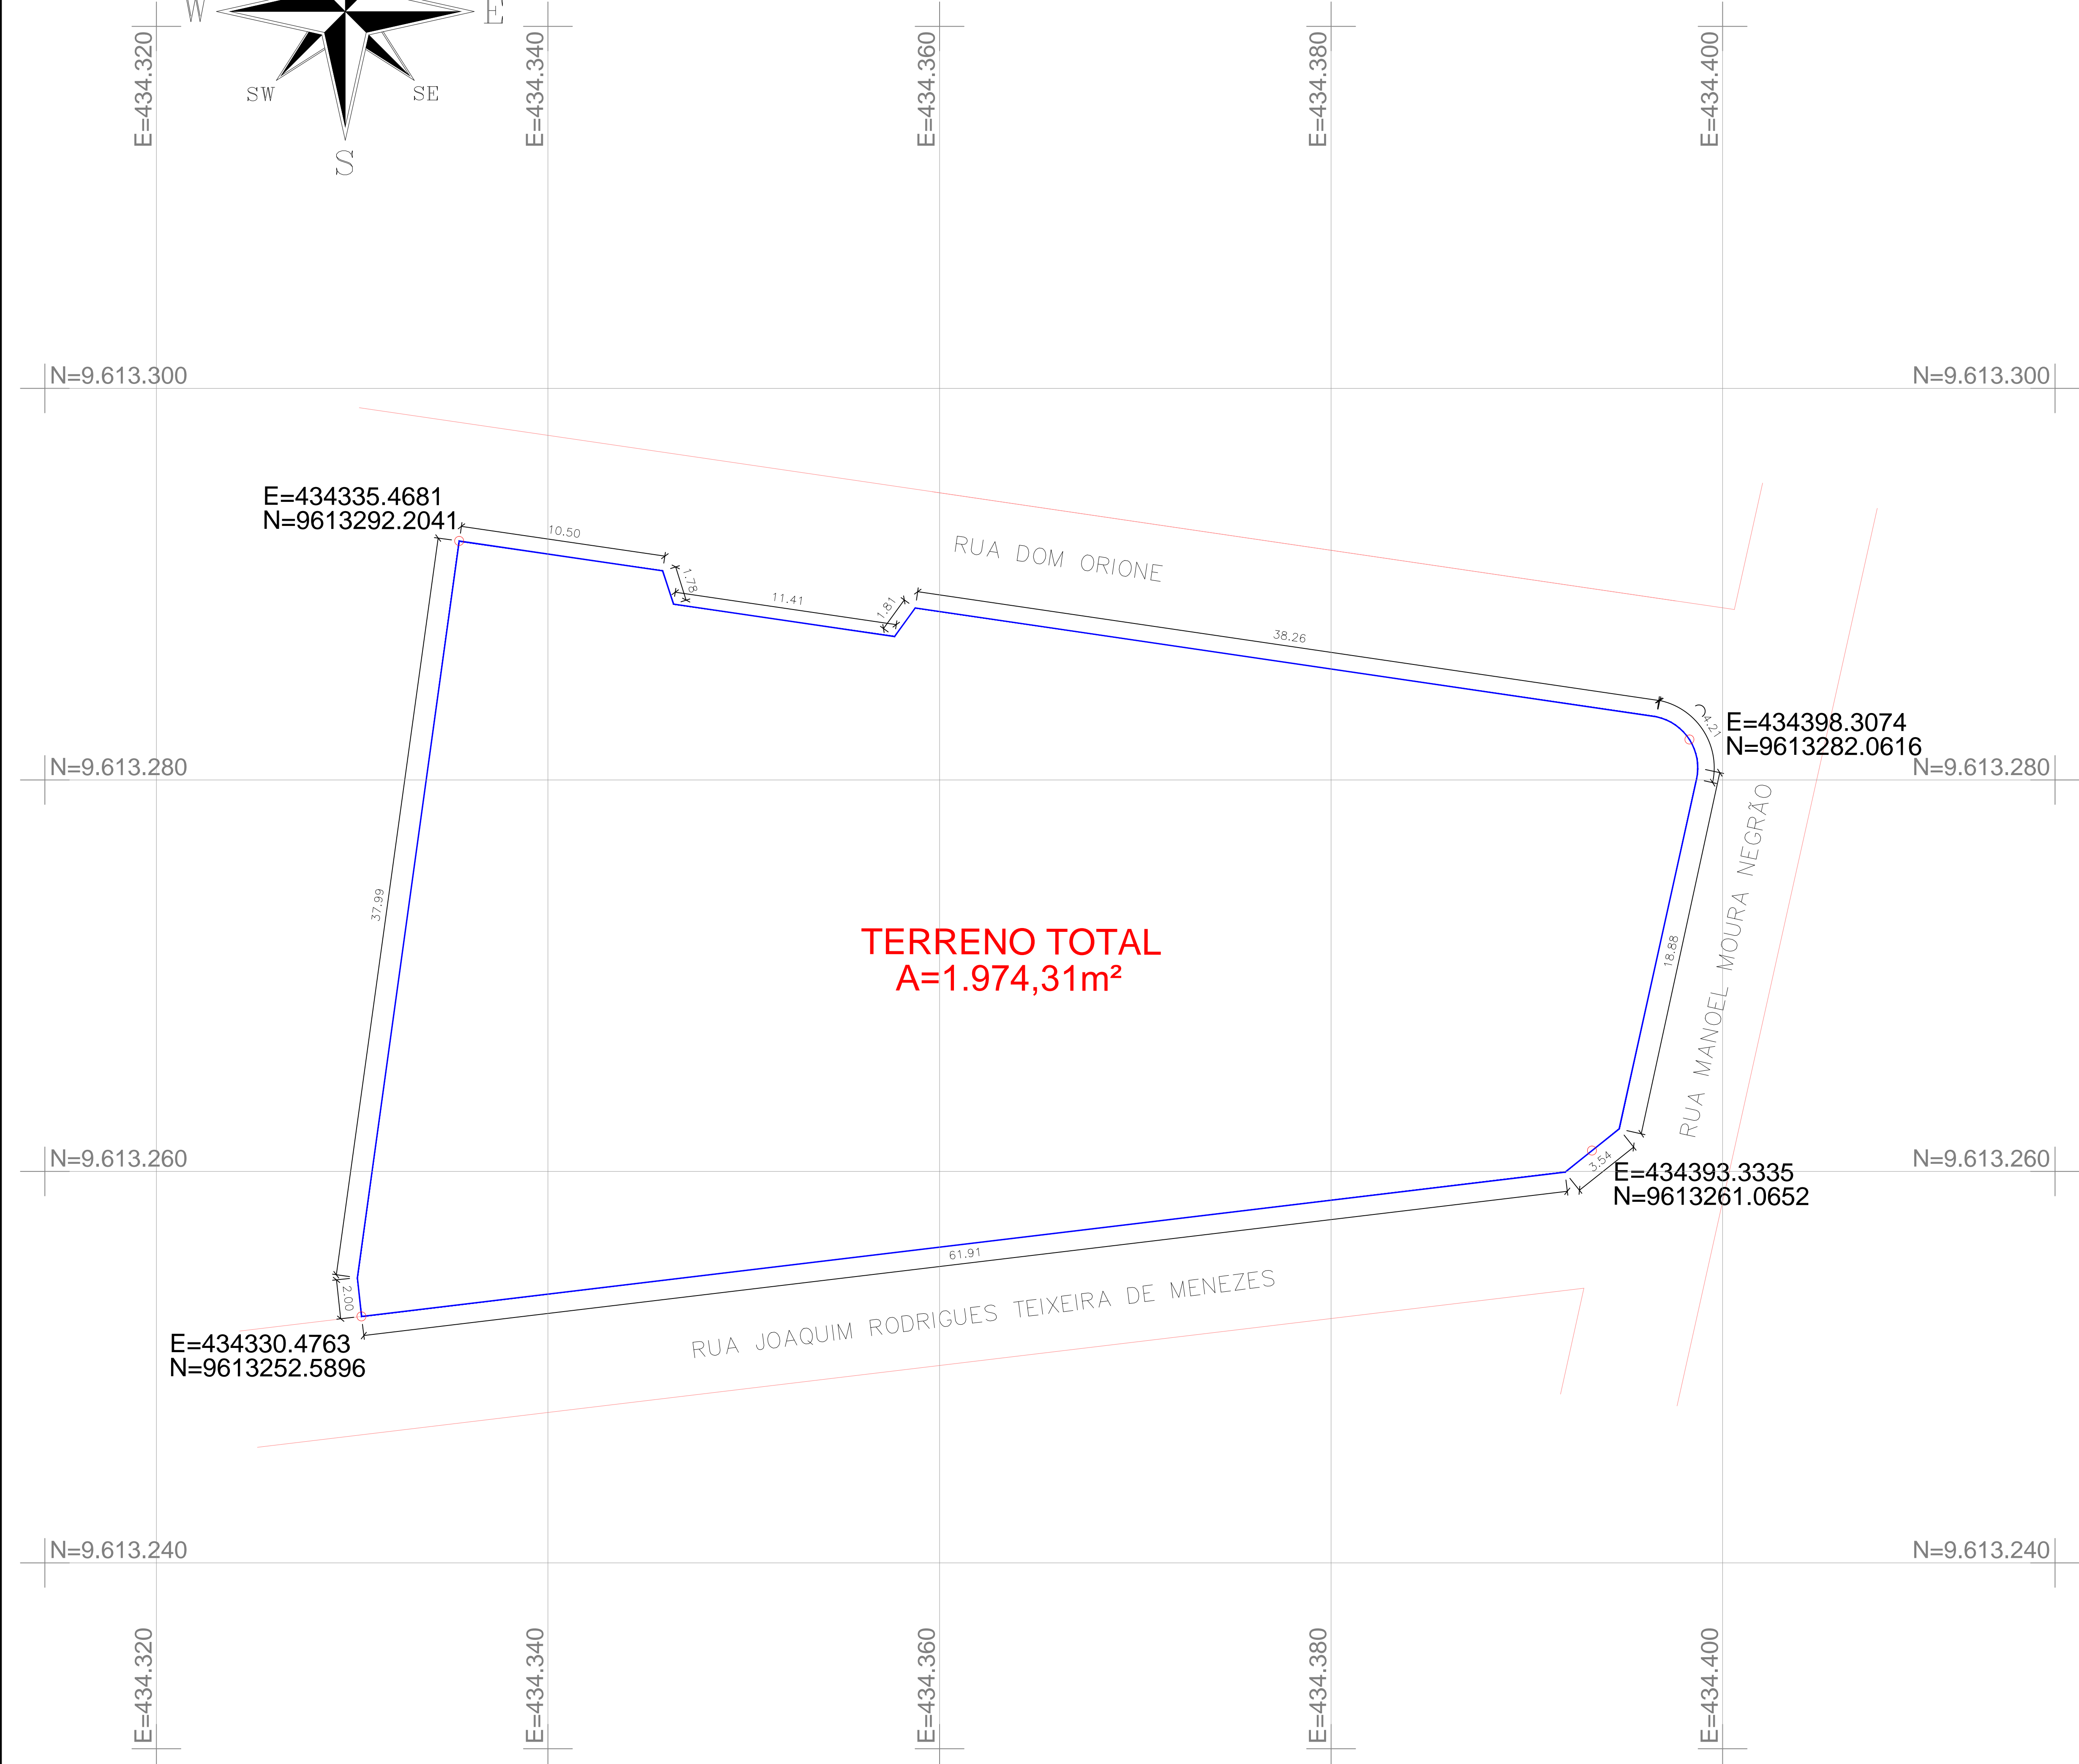 W
E
SW
SE
S
E=434.320
E=434.340
E=434.360
E=434.380
E=434.400
N=9.613.300
N=9.613.300
E=434335.4681
N=9613292.2041
10.50
1.78
11.41
1.81
RUA DOM ORIONE
38.26
4.21
E=434398.3074
N=9613282.0616
N=9.613.280
N=9.613.280
37.99
TERRENO TOTAL
A=1.974,31m²
18.88
RUA MANOEL MOURA NEGRÃO
N=9.613.260
N=9.613.260
3.54
E=434393.3335
N=9613261.0652
61.91
2.00
RUA JOAQUIM RODRIGUES TEIXEIRA DE MENEZES
E=434330.4763
N=9613252.5896
N=9.613.240
N=9.613.240
E=434.320
E=434.340
E=434.360
E=434.380
E=434.400